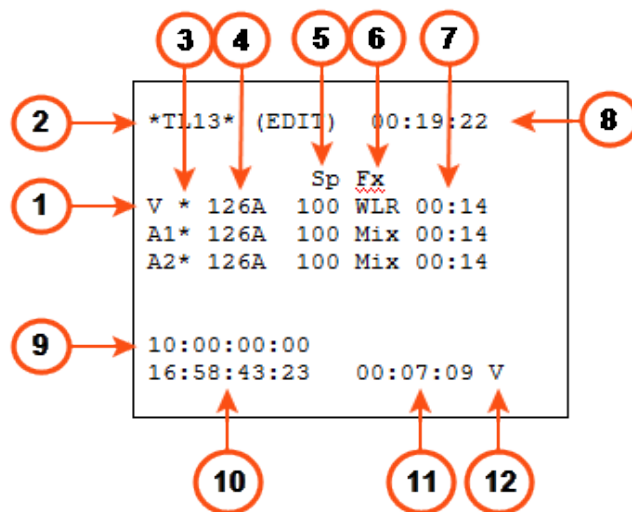 3 4 5 6 7
2 *TL13* (EDIT) 00:19:22 8
Sp Fx
1 V * 126A 100 WLR 00:14
A1* 126A 100 Mix 00:14
A2* 126A 100 Mix 00:14
9 10:00:00:00
16:58:43:23 00:07:09 V
10 11 12